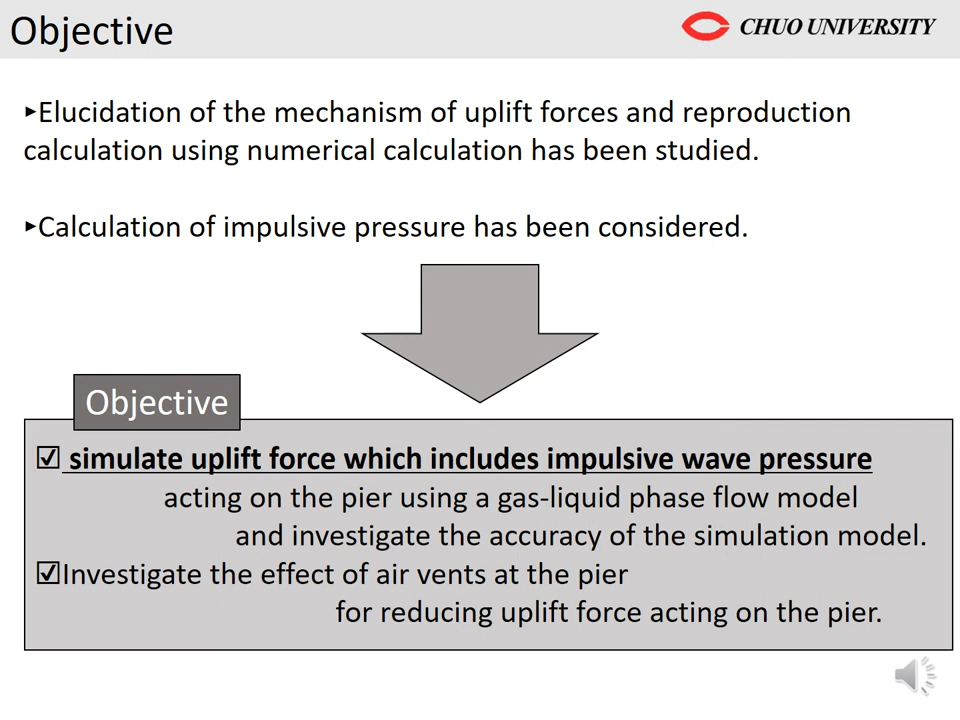 Objective
CHUO UNIVERSITY
▸Elucidation of the mechanism of uplift forces and reproduction
calculation using numerical calculation has been studied.
▸Calculation of impulsive pressure has been considered.
Objective
☑ simulate uplift force which includes impulsive wave pressure
acting on the pier using a gas-liquid phase flow model
and investigate the accuracy of the simulation model.
☑Investigate the effect of air vents at the pier
for reducing uplift force acting on the pier.